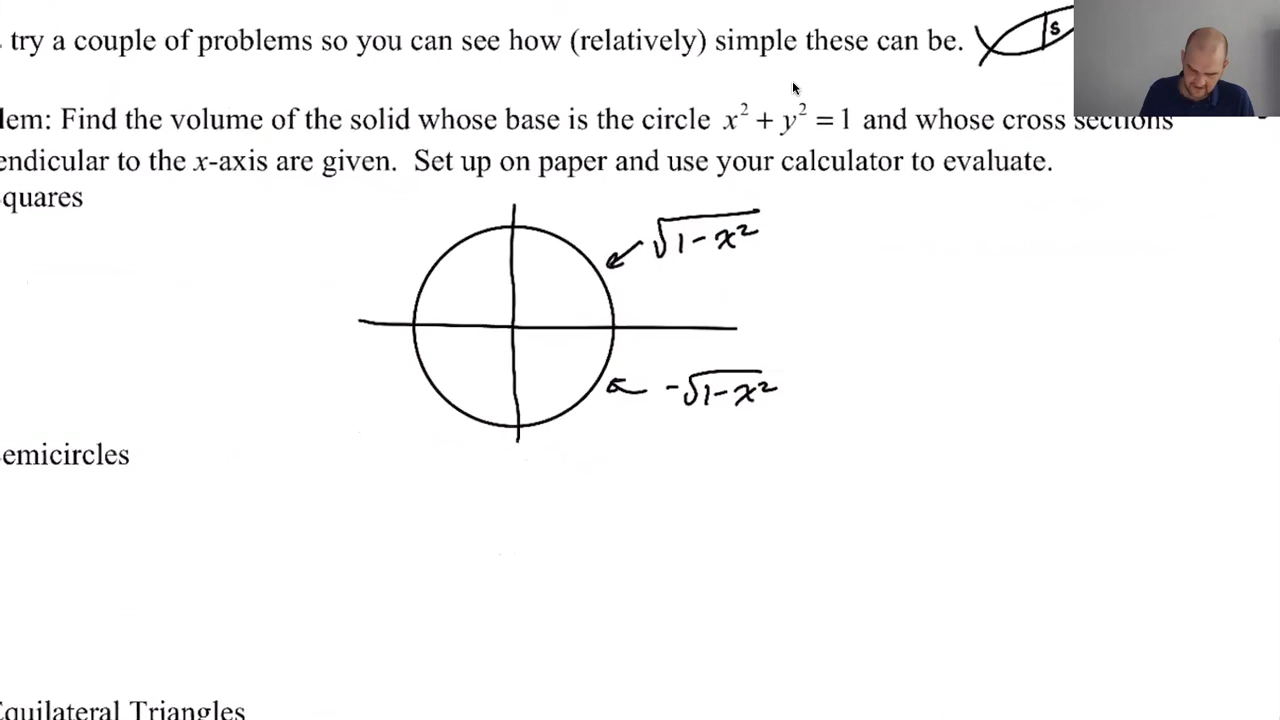 try a couple of problems so you can see how (relatively) simple these can be.
s
lem: Find the volume of the solid whose base is the circle x² + y² = 1 and whose cross sections
endicular to the x-axis are given. Set up on paper and use your calculator to evaluate.
quares
√1-x²
-√1-x²
emicircles
Equilateral Triangles